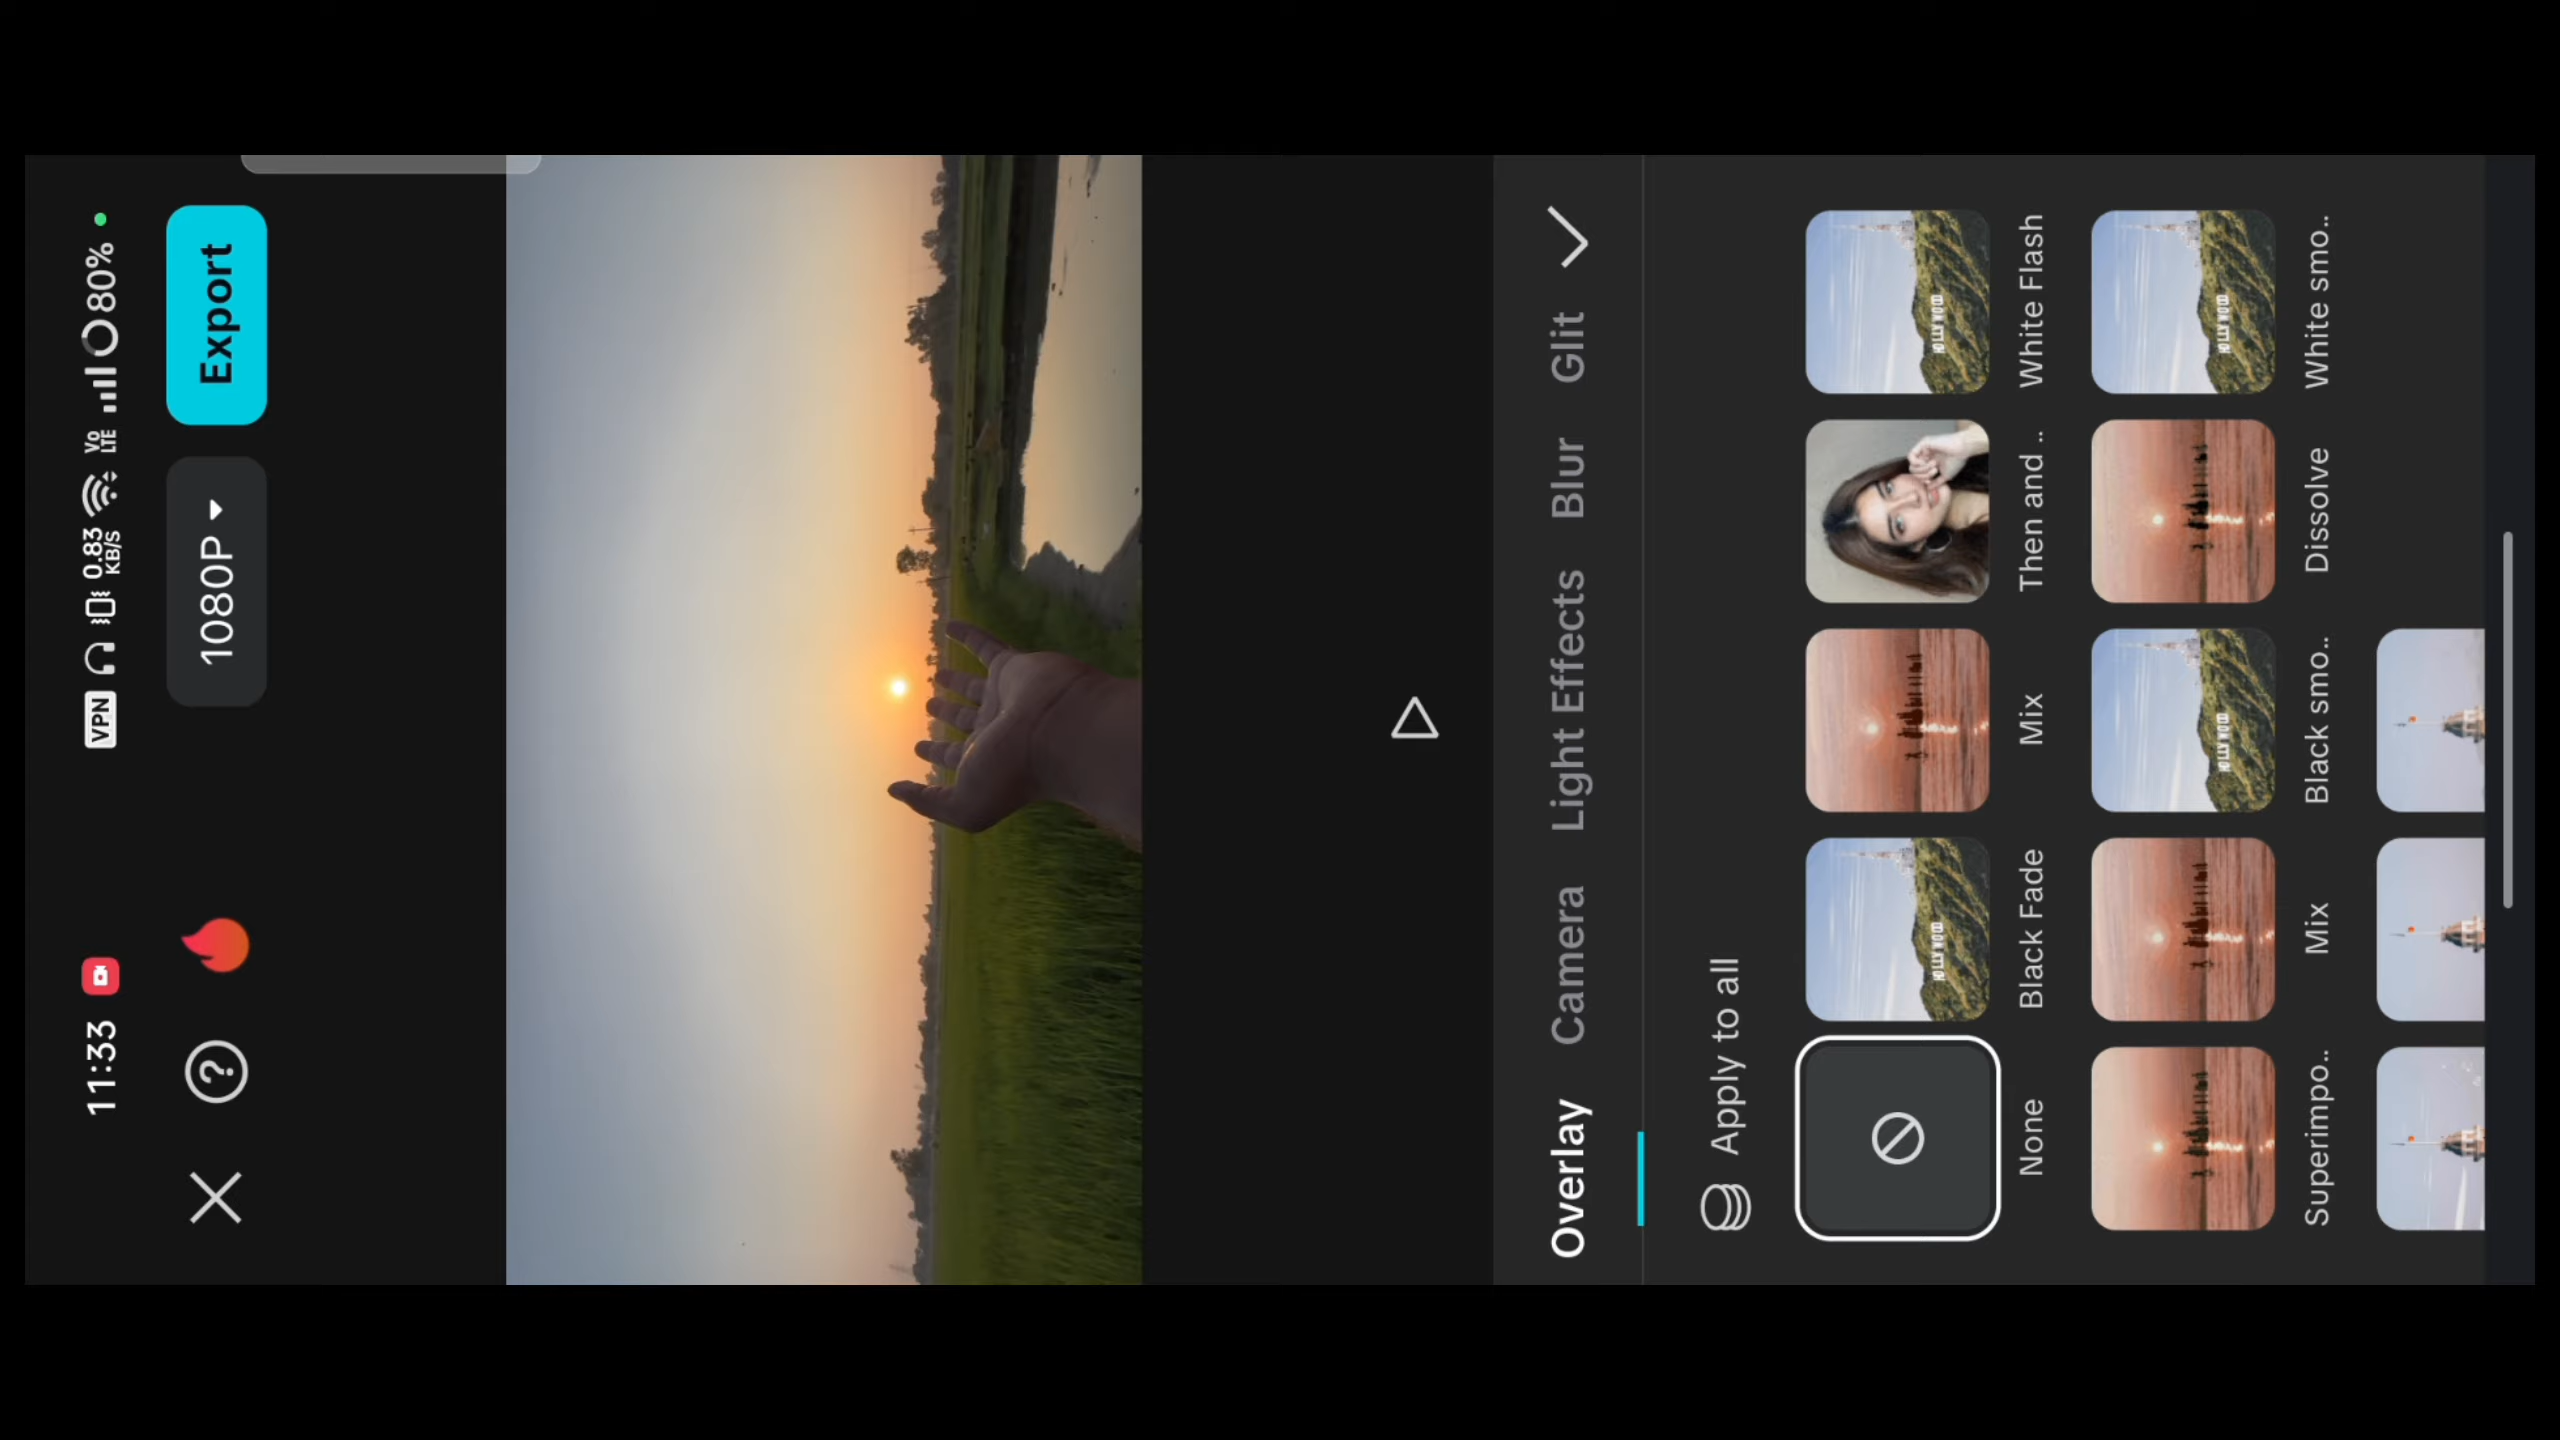 11:33 VPN 0.83 KB/S Vo LTE 80%
1080P Export
Overlay Camera Light Effects Blur Glit
Apply to all
None Black Fade Mix Then and .. White Flash
Superimpo.. Mix Black smo.. Dissolve White smo..